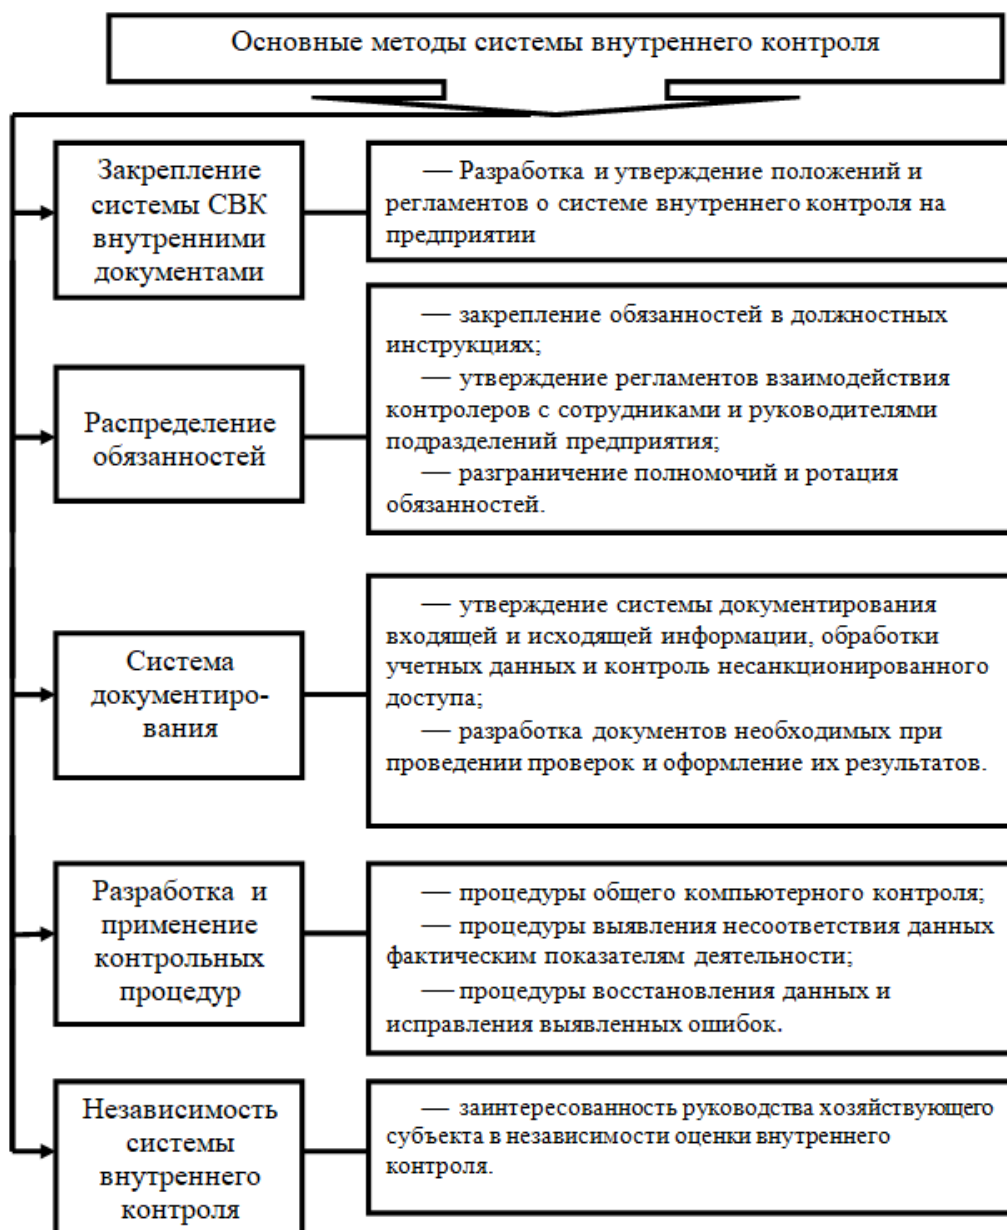 Основные методы системы внутреннего контроля
Закрепление
системы СВК
внутренними
документами
— Разработка и утверждение положений и
регламентов о системе внутреннего контроля на
предприятии
Распределение
обязанностей
— закрепление обязанностей в должностных
инструкциях;
— утверждение регламентов взаимодействия
контролеров с сотрудниками и руководителями
подразделений предприятия;
— разграничение полномочий и ротация
обязанностей.
Система
документиро-
вания
— утверждение системы документирования
входящей и исходящей информации, обработки
учетных данных и контроль несанкционированного
доступа;
— разработка документов необходимых при
проведении проверок и оформление их результатов.
Разработка и
применение
контрольных
процедур
— процедуры общего компьютерного контроля;
— процедуры выявления несоответствия данных
фактическим показателям деятельности;
— процедуры восстановления данных и
исправления выявленных ошибок.
Независимость
системы
внутреннего
контроля
— заинтересованность руководства хозяйствующего
субъекта в независимости оценки внутреннего
контроля.